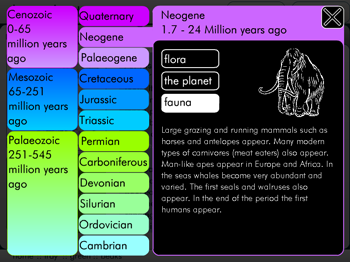 Cenozoic
0-65
million years
ago
Mesozoic
65-251
million years
ago
Palaeozoic
251-545
million years
ago
Quaternary
Neogene
Palaeogene
Cretaceous
Jurassic
Triassic
Permian
Carboniferous
Devonian
Silurian
Ordovician
Cambrian
Neogene
1.7 - 24 Million years ago
flora
the planet
fauna
Large grazing and running mammals such as
horses and antelopes appear. Many modern
types of carnivores (meat eaters) also appear.
Man-like apes appear in Europe and Africa. In
the seas whales become very abundant and
varied. The first seals and walruses also
appear. In the end of the period the first
humans appear.